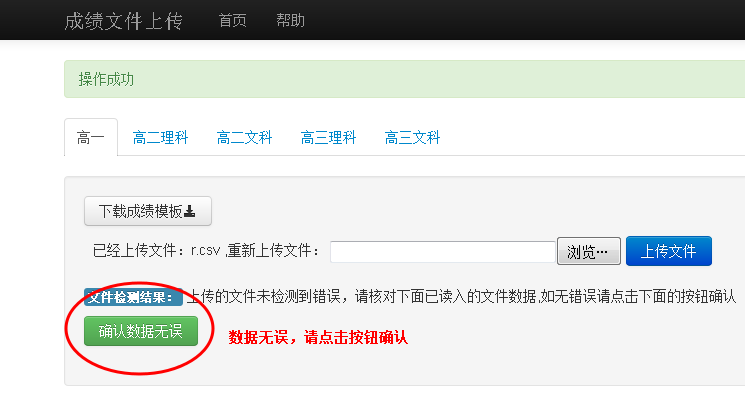 成绩文件上传 首页 帮助
操作成功
高一 高二理科 高二文科 高三理科 高三文科
下载成绩模板
已经上传文件：r.csv ,重新上传文件： 浏览… 上传文件
文件检测结果： 上传的文件未检测到错误，请核对下面已读入的文件数据,如无错误请点击下面的按钮确认
确认数据无误 数据无误，请点击按钮确认